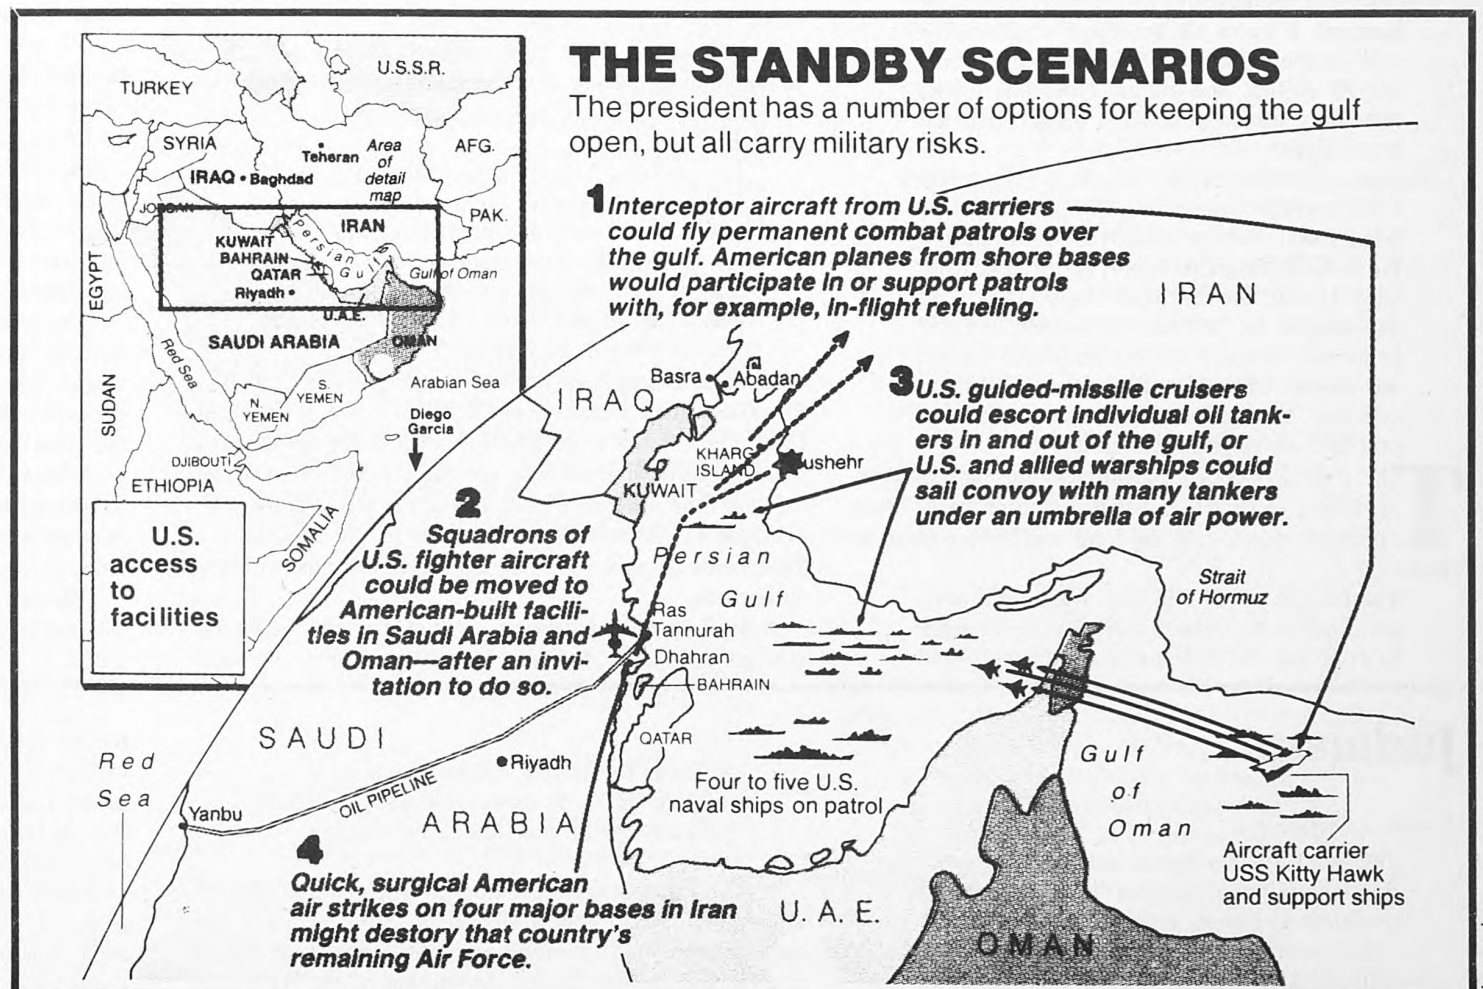 THE STANDBY SCENARIOS
The president has a number of options for keeping the gulf
open, but all carry military risks.
1 Interceptor aircraft from U.S. carriers
could fly permanent combat patrols over
the gulf. American planes from shore bases
would participate in or support patrols
with, for example, in-flight refueling.
2
Squadrons of
U.S. fighter aircraft
could be moved to
American-built facili-
ties in Saudi Arabia and
Oman—after an invi-
tation to do so.
3 U.S. guided-missile cruisers
could escort individual oil tank-
ers in and out of the gulf, or
U.S. and allied warships could
sail convoy with many tankers
under an umbrella of air power.
4
Quick, surgical American
air strikes on four major bases in Iran
might destory that country's
remaining Air Force.
U.S.S.R.
TURKEY
SYRIA
Teheran
Area
of
detail
map
AFG.
IRAQ
Baghdad
JORDAN
IRAN
PAK.
Persian
Gulf
KUWAIT
BAHRAIN
QATAR
Gulf of Oman
EGYPT
Riyadh
U.A.E.
SAUDI ARABIA
OMAN
Red Sea
SUDAN
S.
YEMEN
N.
YEMEN
Arabian Sea
Diego
Garcia
DJIBOUTI
ETHIOPIA
SOMALIA
U.S.
access
to
facilities
IRAN
Basra
Abadan
IRAQ
KHARG
ISLAND
ushehr
KUWAIT
Persian
Gulf
Strait
of Hormuz
Ras
Tannurah
Dhahran
BAHRAIN
QATAR
SAUDI
ARABIA
Riyadh
OIL PIPELINE
Red
Sea
Yanbu
Four to five U.S.
naval ships on patrol
Gulf
of
Oman
Aircraft carrier
USS Kitty Hawk
and support ships
U. A. E.
OMAN